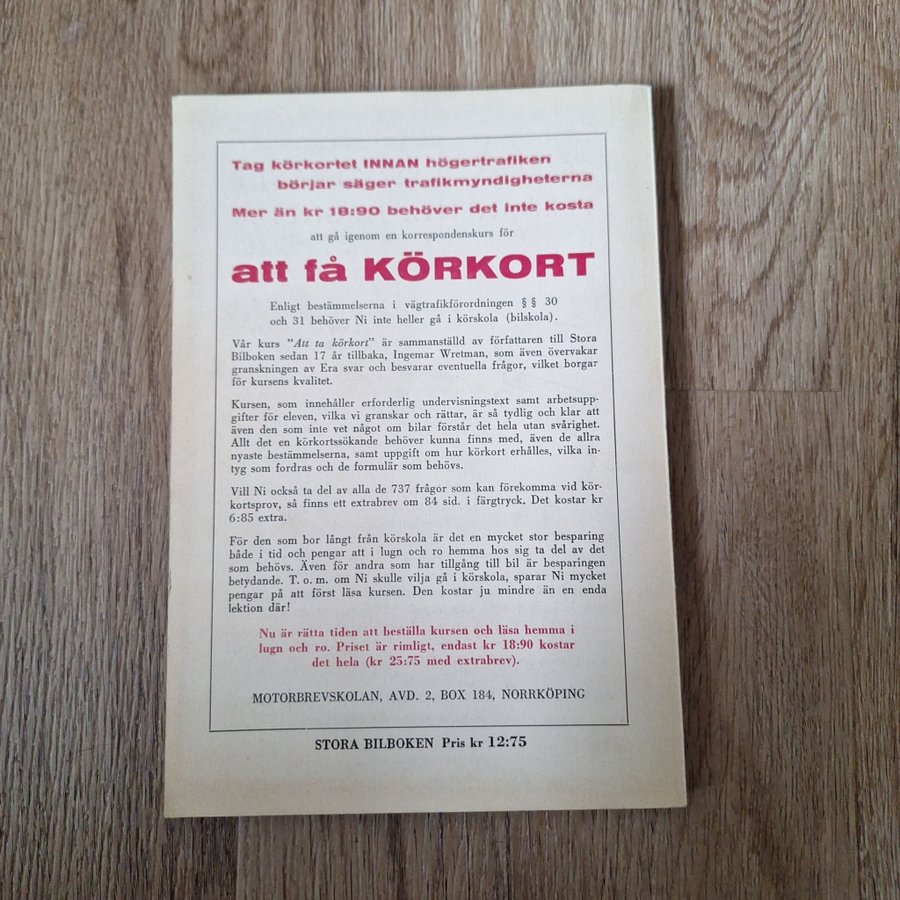 Tag körkortet INNAN högertrafiken
börjar säger trafikmyndigheterna
Mer än kr 18:90 behöver det inte kosta
att gå igenom en korrespondenskurs för
att få KÖRKORT
Enligt bestämmelserna i vägtrafikförordningen § § 30
och 31 behöver Ni inte heller gå i körskola (bilskola).
Vår kurs "Att ta körkort" är sammanställd av författaren till Stora
Bilboken sedan 17 år tillbaka, Ingemar Wretman, som även övervakar
granskningen av Era svar och besvarar eventuella frågor, vilket borgar
för kursens kvalitet.
Kursen, som innehåller erforderlig undervisningstext samt arbetsupp-
gifter för eleven, vilka vi granskar och rättar, är så tydlig och klar att
även den som inte vet något om bilar förstår det hela utan svårighet.
Allt det en körkortssökande behöver kunna finns med, även de allra
nyaste bestämmelserna, samt uppgift om hur körkort erhålles, vilka in-
tyg som fordras och de formulär som behövs.
Vill Ni också ta del av alla de 737 frågor som kan förekomma vid kör-
kortsprov, så finns ett extrabrev om 84 sid. i färgtryck. Det kostar kr
6:85 extra.
För den som bor långt från körskola är det en mycket stor besparing
både i tid och pengar att i lugn och ro hemma hos sig ta del av det
som behövs. Även för andra som har tillgång till bil är besparingen
betydande. T. o. m. om Ni skulle vilja gå i körskola, sparar Ni mycket
pengar på att först läsa kursen. Den kostar ju mindre än en enda
lektion där!
Nu är rätta tiden att beställa kursen och läsa hemma i
lugn och ro. Priset är rimligt, endast kr 18:90 kostar
det hela (kr 25:75 med extrabrev).
MOTORBREVSKOLAN, AVD. 2, BOX 184, NORRKÖPING
STORA BILBOKEN Pris kr 12:75